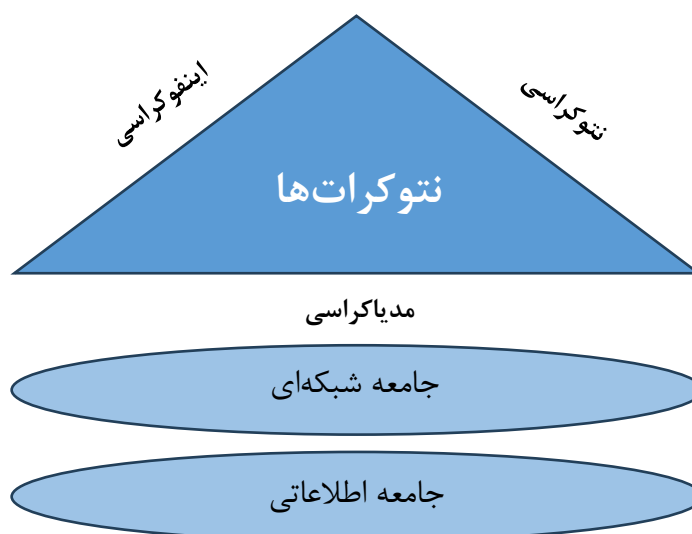 نتوکراسی
اینفوکراسی
نتوکرات‌ها
مدیاکراسی
جامعه شبکه‌ای
جامعه اطلاعاتی